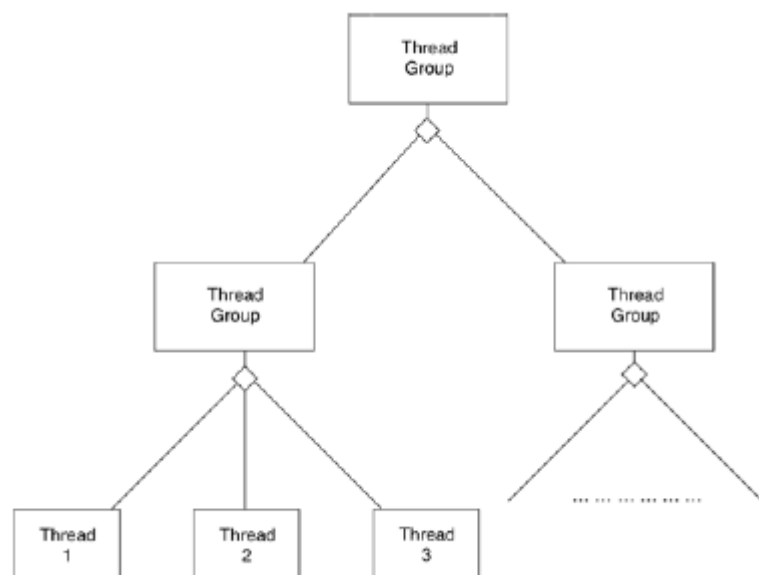 Thread
Group
Thread
Group
Thread
Group
... ... ... ... ... ...
Thread
1
Thread
2
Thread
3